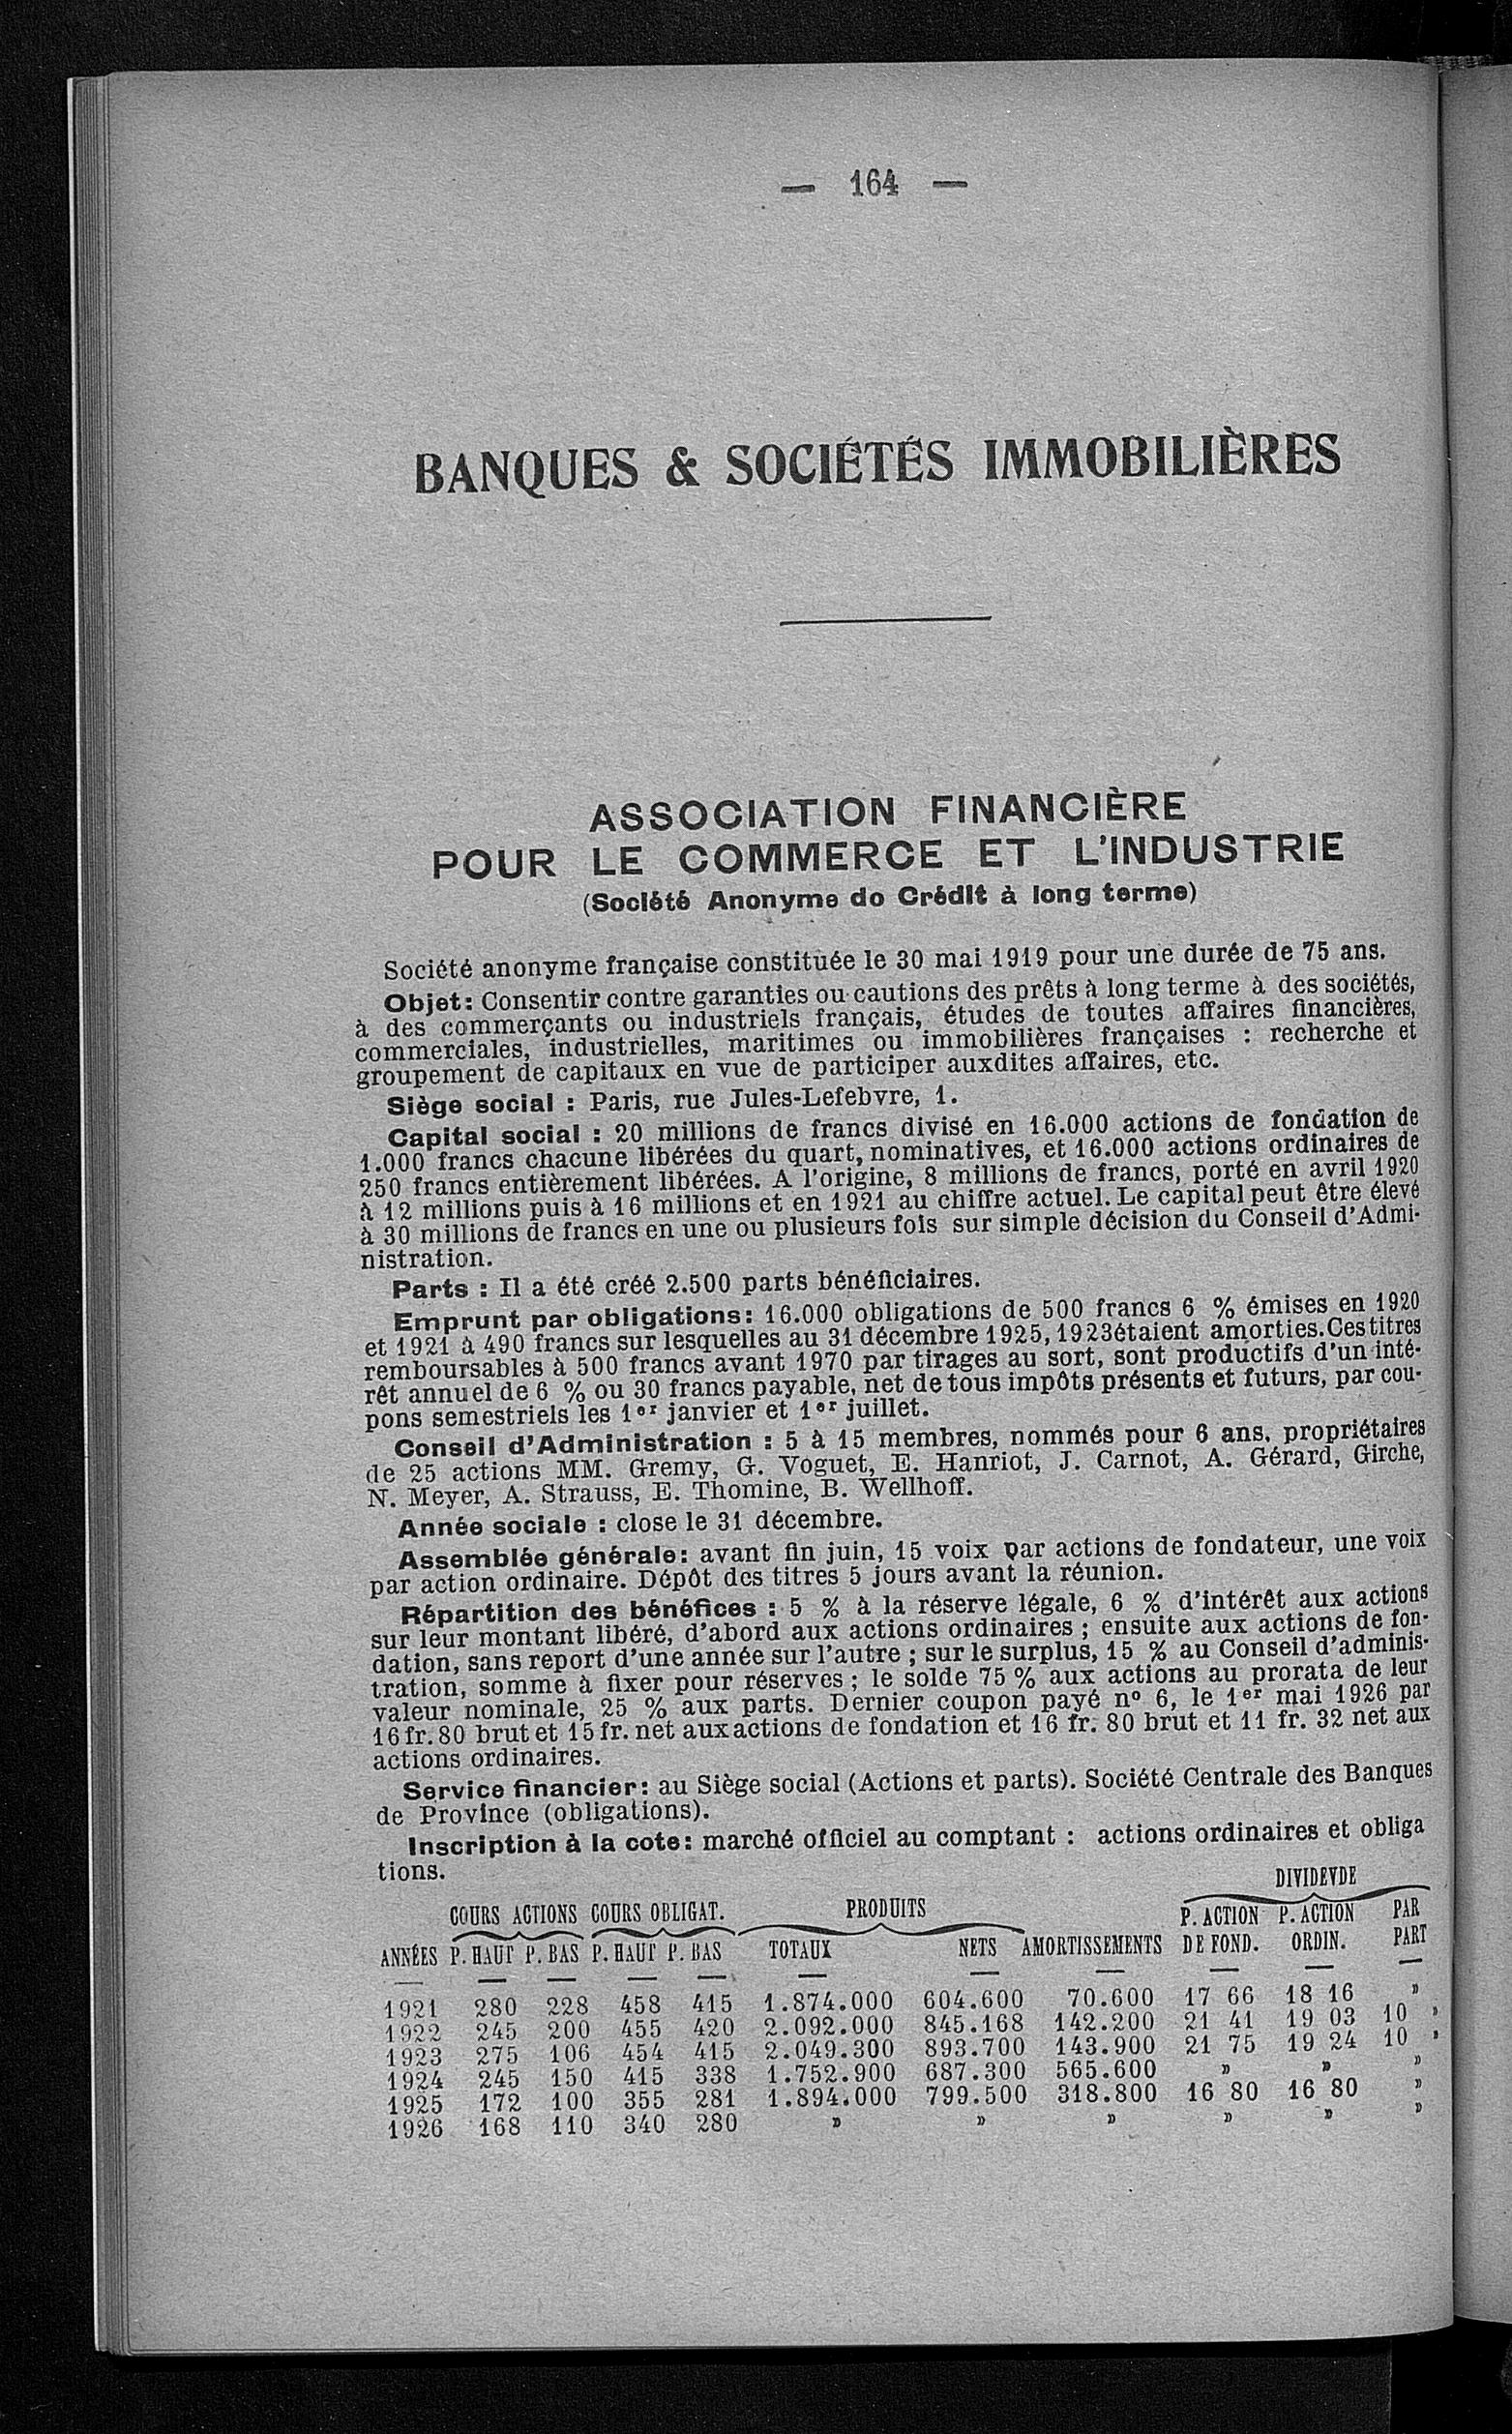 — 164 —
BANQUES & SOCIÉTÉS IMMOBILIÈRES
ASSOCIATION FINANCIÈRE
POUR LE COMMERCE ET L'INDUSTRIE
(Société Anonyme do Crédit à long terme)
Société anonyme française constituée le 30 mai 1919 pour une durée de 75 ans.
Objet: Consentir contre garanties ou cautions des prêts à long terme à des sociétés,
à des commerçants ou industriels français, études de toutes affaires financières,
commerciales, industrielles, maritimes ou immobilières françaises : recherche et
groupement de capitaux en vue de participer auxdites affaires, etc.
Siège social : Paris, rue Jules-Lefebvre, 1.
Capital social : 20 millions de francs divisé en 16.000 actions de fondation de
1.000 francs chacune libérées du quart, nominatives, et 16.000 actions ordinaires de
250 francs entièrement libérées. A l'origine, 8 millions de francs, porté en avril 1920
à 12 millions puis à 16 millions et en 1921 au chiffre actuel. Le capital peut être élevé
à 30 millions de francs en une ou plusieurs fois sur simple décision du Conseil d'Admi-
nistration.
Parts : Il a été créé 2.500 parts bénéficiaires.
Emprunt par obligations: 16.000 obligations de 500 francs 6 % émises en 1920
et 1921 à 490 francs sur lesquelles au 31 décembre 1925, 1923étaient amorties. Ces titres
remboursables à 500 francs avant 1970 par tirages au sort, sont productifs d'un inté-
rêt annuel de 6 % ou 30 francs payable, net de tous impôts présents et futurs, par cou-
pons semestriels les 1er janvier et 1er juillet.
Conseil d'Administration : 5 à 15 membres, nommés pour 6 ans. propriétaires
de 25 actions MM. Gremy, G. Voguet, E. Hanriot, J. Carnot, A. Gérard, Girche,
N. Meyer, A. Strauss, E. Thomine, B. Wellhoff.
Année sociale : close le 31 décembre.
Assemblée générale: avant fin juin, 15 voix par actions de fondateur, une voix
par action ordinaire. Dépôt des titres 5 jours avant la réunion.
Répartition des bénéfices : 5 % à la réserve légale, 6 % d'intérêt aux actions
sur leur montant libéré, d'abord aux actions ordinaires ; ensuite aux actions de fon-
dation, sans report d'une année sur l'autre ; sur le surplus, 15 % au Conseil d'adminis-
tration, somme à fixer pour réserves ; le solde 75 % aux actions au prorata de leur
valeur nominale, 25 % aux parts. Dernier coupon payé no 6, le 1er mai 1926 par
16 fr. 80 brut et 15 fr. net aux actions de fondation et 16 fr. 80 brut et 11 fr. 32 net aux
actions ordinaires.
Service financier: au Siège social (Actions et parts). Société Centrale des Banques
de Province (obligations).
Inscription à la cote: marché officiel au comptant : actions ordinaires et obliga
tions.
DIVIDEVDE
COURS ACTIONS COURS OBLIGAT. PRODUITS P. ACTION P. ACTION PAR
ANNÉES P. HAUT P. BAS P. HAUT P. BAS TOTAUX NETS AMORTISSEMENTS DE FOND. ORDIN. PART
1921 280 228 458 415 1.874.000 604.600 70.600 17 66 18 16 »
1922 245 200 455 420 2.092.000 845.168 142.200 21 41 19 03 10 »
1923 275 106 454 415 2.049.300 893.700 143.900 21 75 19 24 10 »
1924 245 150 415 338 1.752.900 687.300 565.600 » » »
1925 172 100 355 281 1.894.000 799.500 318.800 16 80 16 80 »
1926 168 110 340 280 » » » » » »